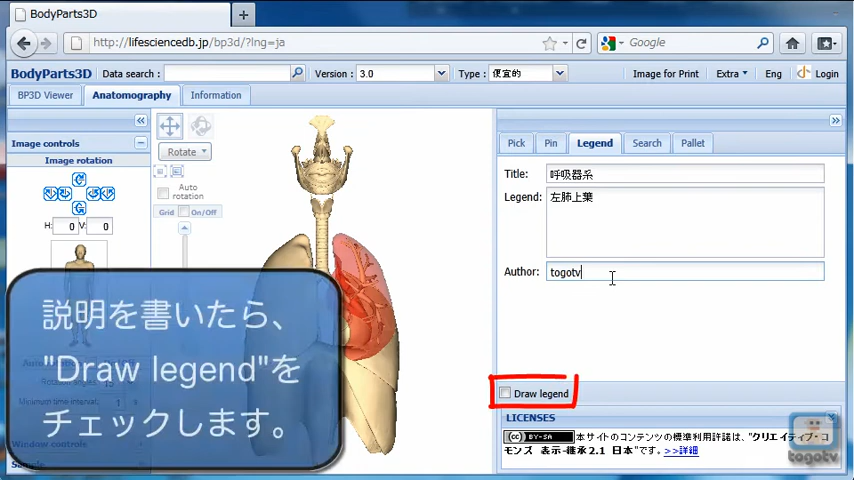 BodyParts3D
http://lifesciencedb.jp/bp3d/?lng=ja
Google
BodyParts3D Data search: Version : 3.0 Type : 便宜的 Image for Print Extra Eng Login
BP3D Viewer Anatomography Information
Image controls
Image rotation
H: 0 V: 0
Rotate
Auto rotation
Grid On/Off
Pick Pin Legend Search Pallet
Title: 呼吸器系
Legend: 左肺上葉
Author: togotv
説明を書いたら、
"Draw legend"を
チェックします。
Draw legend
LICENSES
(cc) BY-SA 本サイトのコンテンツの標準利用許諾は、"クリエイティブ・コ
モンズ 表示-継承2.1 日本"です。 >>詳細
togotv